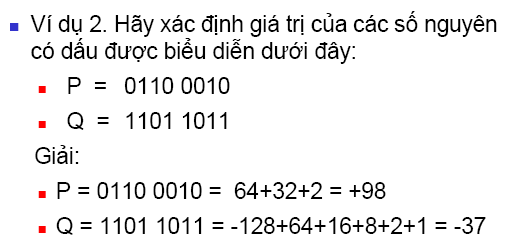 ▪ Ví dụ 2. Hãy xác định giá trị của các số nguyên
có dấu được biểu diễn dưới đây:
▪ P = 0110 0010
▪ Q = 1101 1011
Giải:
▪ P = 0110 0010 = 64+32+2 = +98
▪ Q = 1101 1011 = -128+64+16+8+2+1 = -37